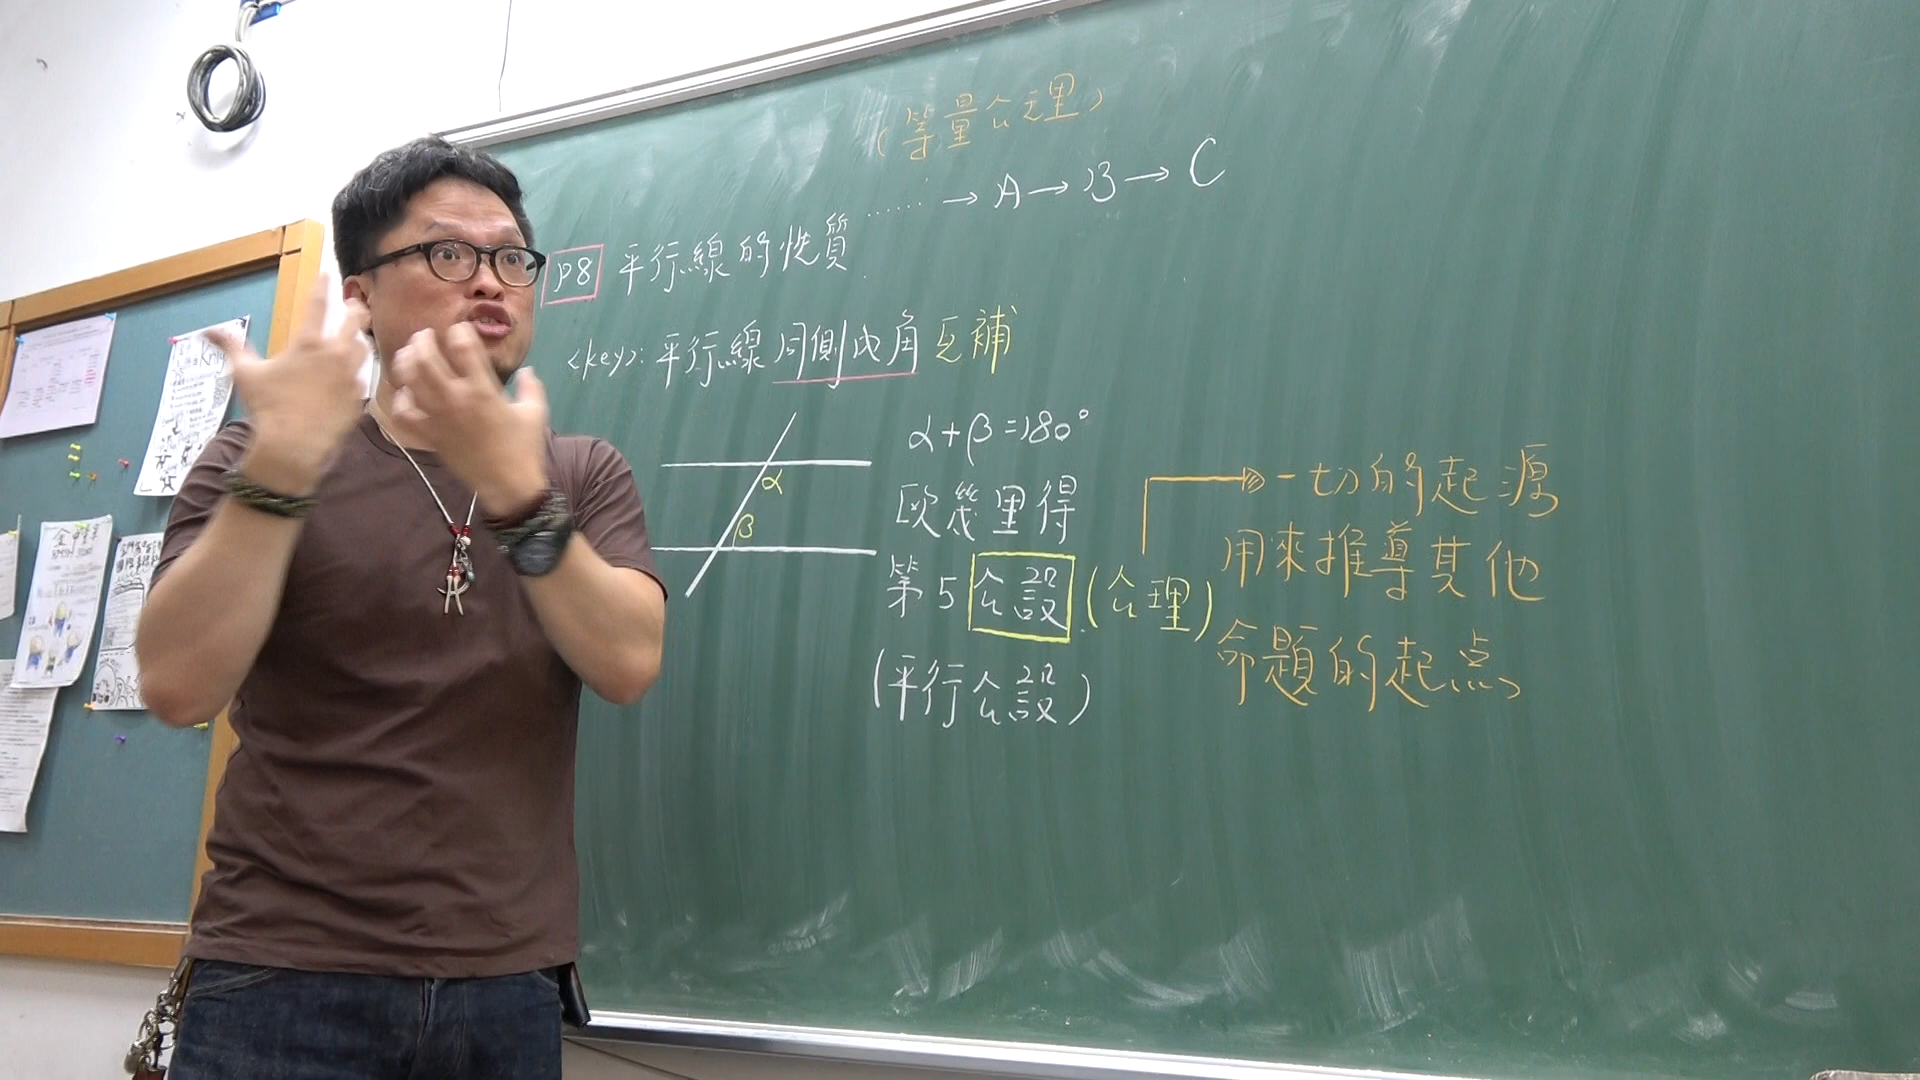 (等量公理)
…… → A → B → C
P8 平行線的性質
<key>: 平行線同側內角互補
α+β=180°
α
β
歐幾里得
第5公設(公理)
(平行公設)
一切的起源
用來推導其他
命題的起点